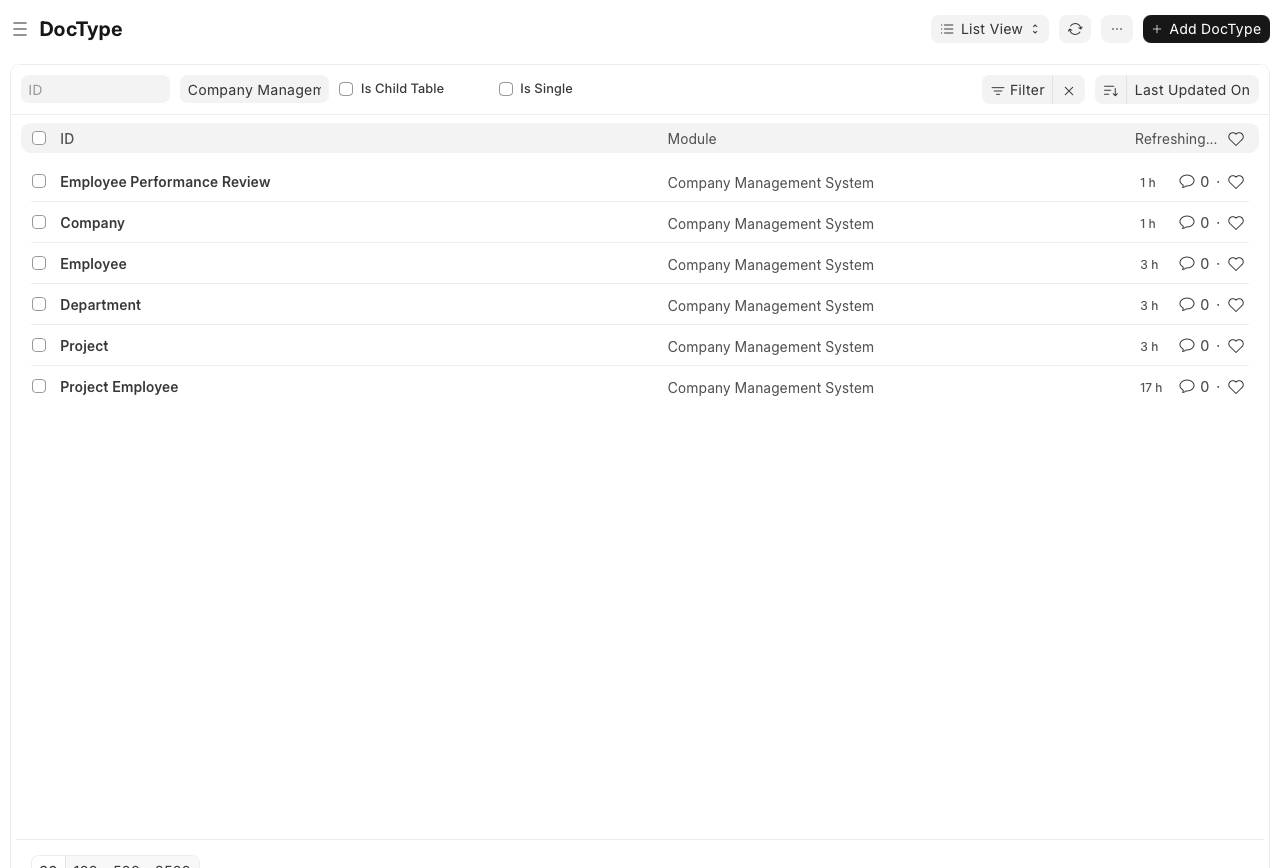 DocType
List View
Add DocType
ID
Company Managem
Is Child Table
Is Single
Filter
Last Updated On
ID Module Refreshing...
Employee Performance Review Company Management System 1 h 0 ·
Company Company Management System 1 h 0 ·
Employee Company Management System 3 h 0 ·
Department Company Management System 3 h 0 ·
Project Company Management System 3 h 0 ·
Project Employee Company Management System 17 h 0 ·